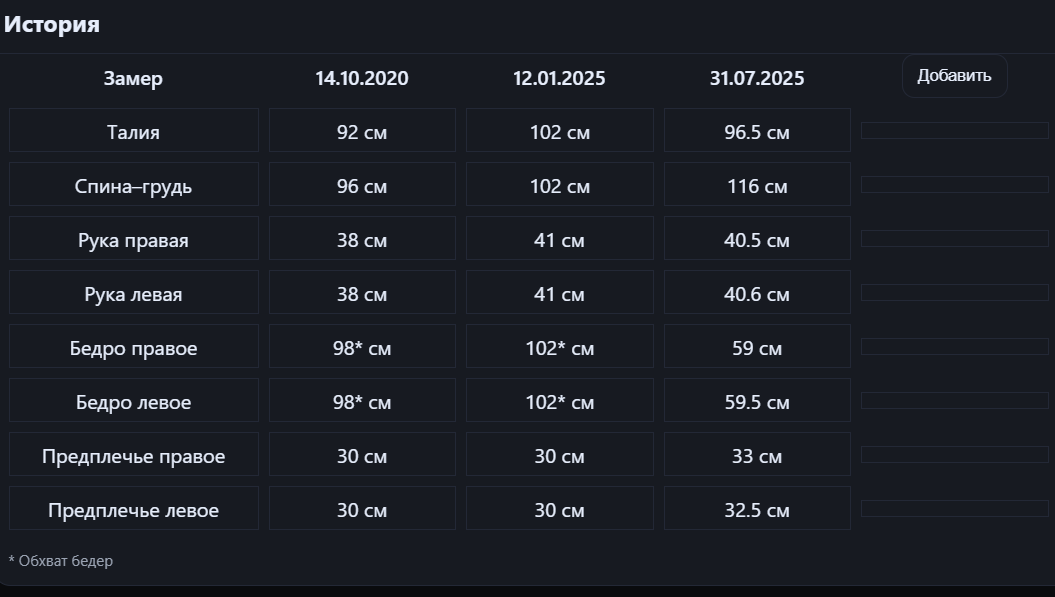 История
Замер 14.10.2020 12.01.2025 31.07.2025 Добавить
Талия 92 см 102 см 96.5 см
Спина–грудь 96 см 102 см 116 см
Рука правая 38 см 41 см 40.5 см
Рука левая 38 см 41 см 40.6 см
Бедро правое 98* см 102* см 59 см
Бедро левое 98* см 102* см 59.5 см
Предплечье правое 30 см 30 см 33 см
Предплечье левое 30 см 30 см 32.5 см
* Обхват бедер